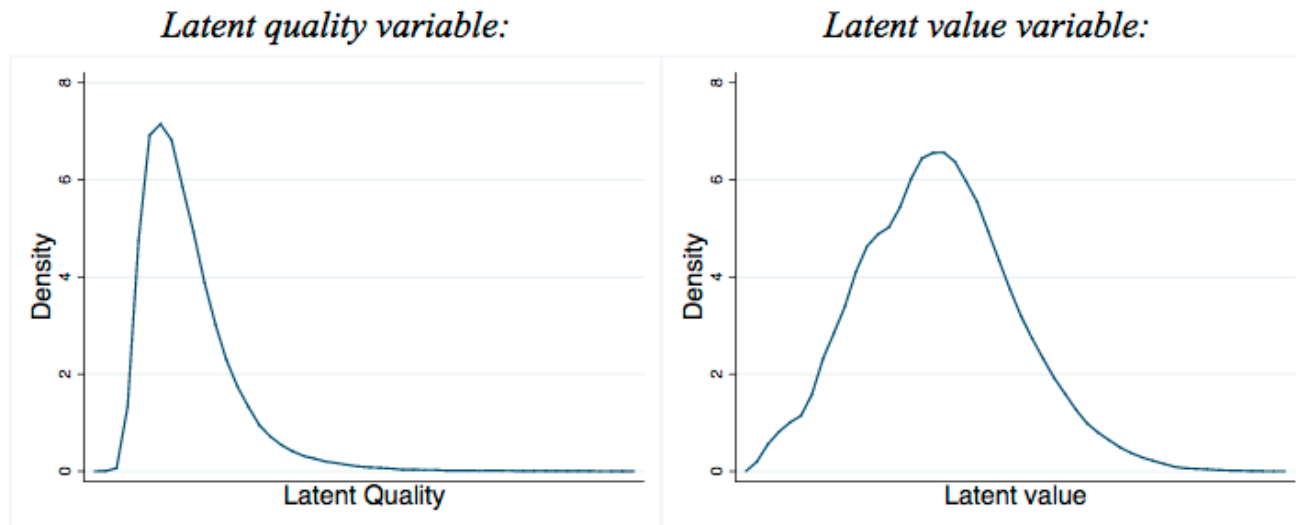 Latent quality variable:
Density
8
6
4
2
0
Latent Quality
Latent value variable:
Density
8
6
4
2
0
Latent value